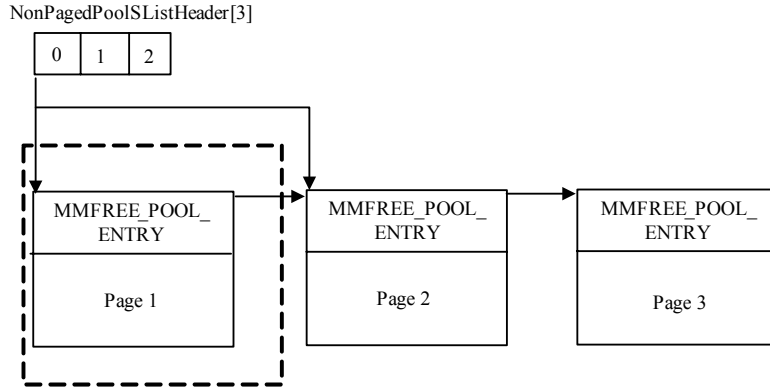 NonPagedPoolSListHeader[3]
0 1 2
MMFREE_POOL_
ENTRY
Page 1
MMFREE_POOL_
ENTRY
Page 2
MMFREE_POOL_
ENTRY
Page 3